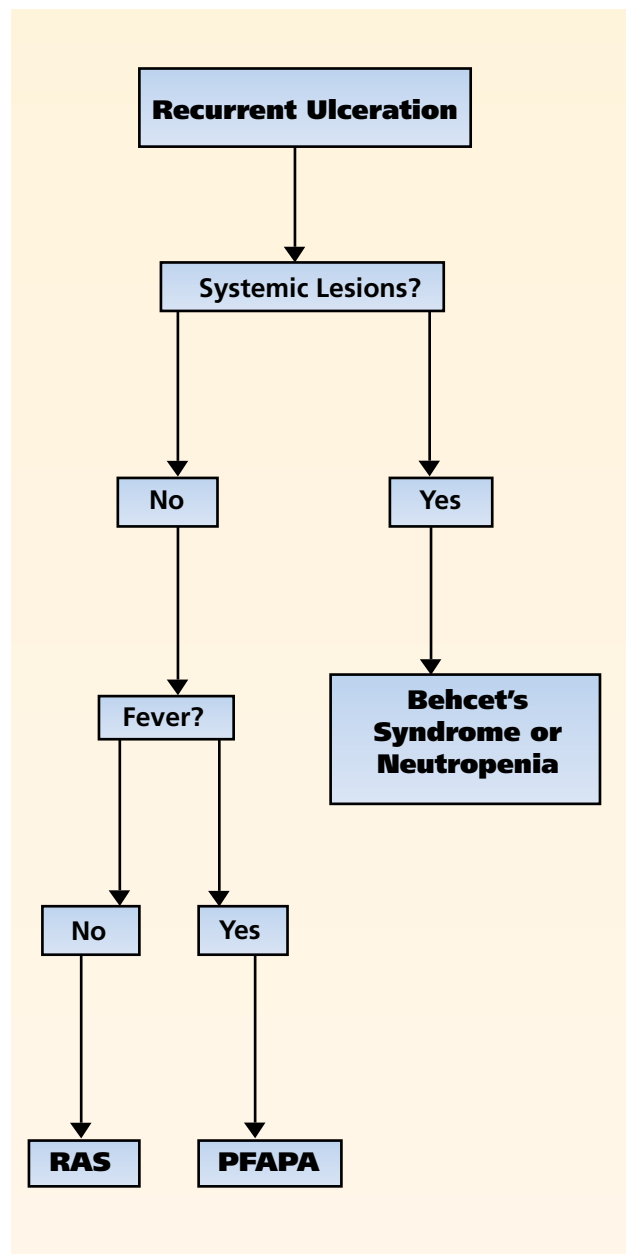 Recurrent Ulceration
Systemic Lesions?
No
Yes
Fever?
Behcet's
Syndrome or
Neutropenia
No
Yes
RAS
PFAPA